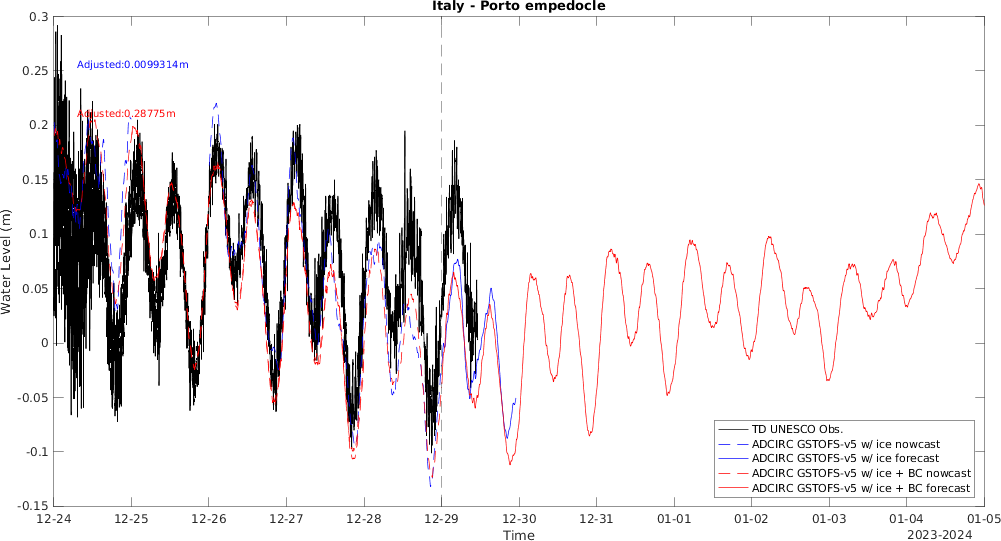 Italy - Porto empedocle
0.3
0.25
0.2
0.15
0.1
0.05
0
-0.05
-0.1
-0.15
Water Level (m)
Adjusted:0.0099314m
Adjusted:0.28775m
TD UNESCO Obs.
ADCIRC GSTOFS-v5 w/ ice nowcast
ADCIRC GSTOFS-v5 w/ ice forecast
ADCIRC GSTOFS-v5 w/ ice + BC nowcast
ADCIRC GSTOFS-v5 w/ ice + BC forecast
12-24 12-25 12-26 12-27 12-28 12-29 12-30 12-31 01-01 01-02 01-03 01-04 01-05
Time
2023-2024